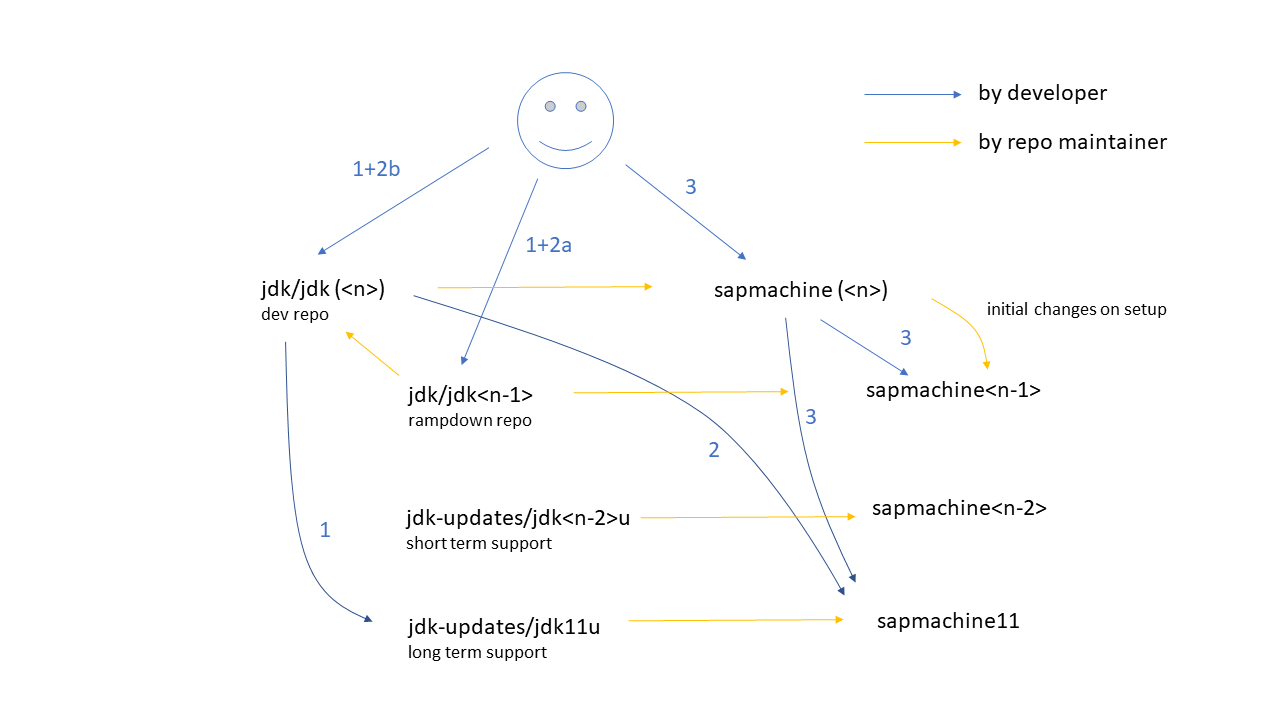 by developer
by repo maintainer
1+2b
3
1+2a
jdk/jdk (<n>)
dev repo
sapmachine (<n>)
initial changes on setup
3
jdk/jdk<n-1>
rampdown repo
sapmachine<n-1>
3
2
jdk-updates/jdk<n-2>u
short term support
sapmachine<n-2>
1
jdk-updates/jdk11u
long term support
sapmachine11